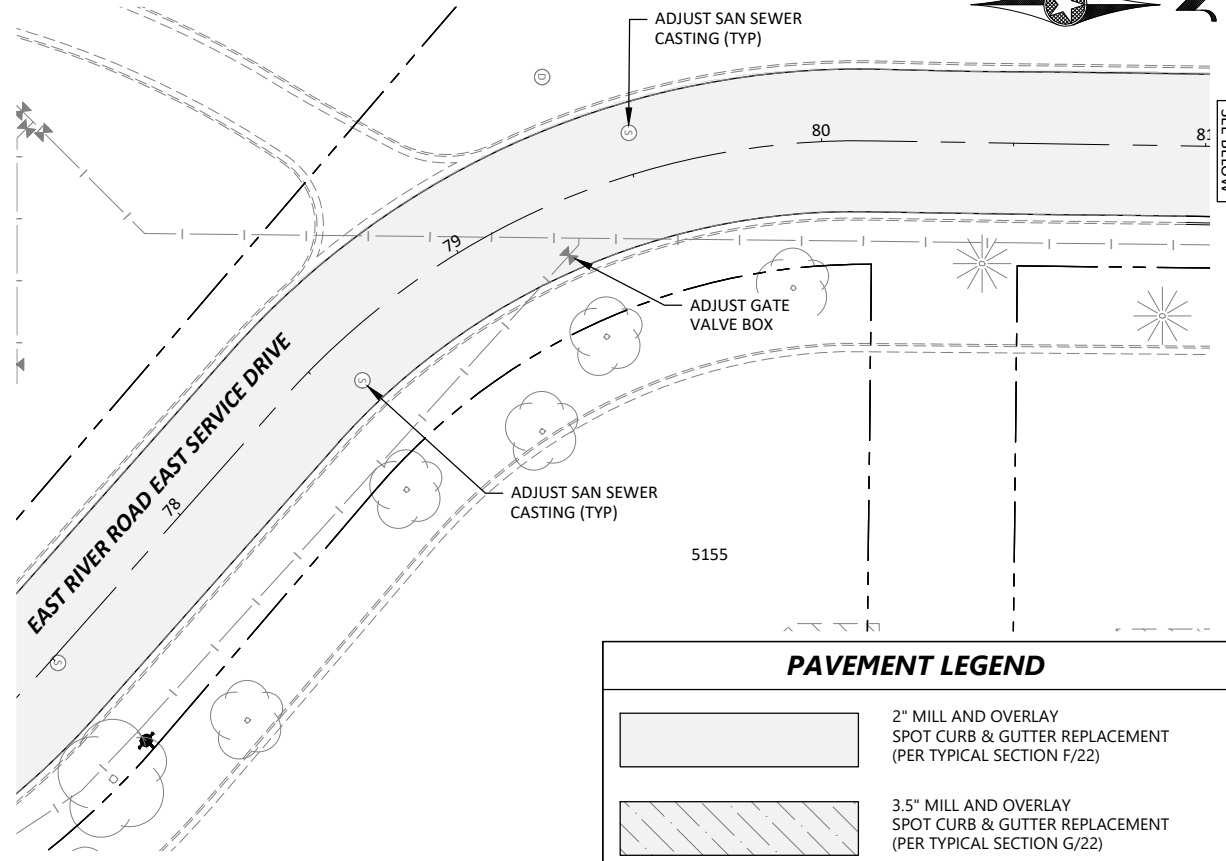 ADJUST SAN SEWER
CASTING (TYP)
D
S
80
81
SEE BELOW
79
ADJUST GATE
VALVE BOX
S
EAST RIVER ROAD EAST SERVICE DRIVE
78
ADJUST SAN SEWER
CASTING (TYP)
5155
S
PAVEMENT LEGEND
2" MILL AND OVERLAY
SPOT CURB & GUTTER REPLACEMENT
(PER TYPICAL SECTION F/22)
3.5" MILL AND OVERLAY
SPOT CURB & GUTTER REPLACEMENT
(PER TYPICAL SECTION G/22)